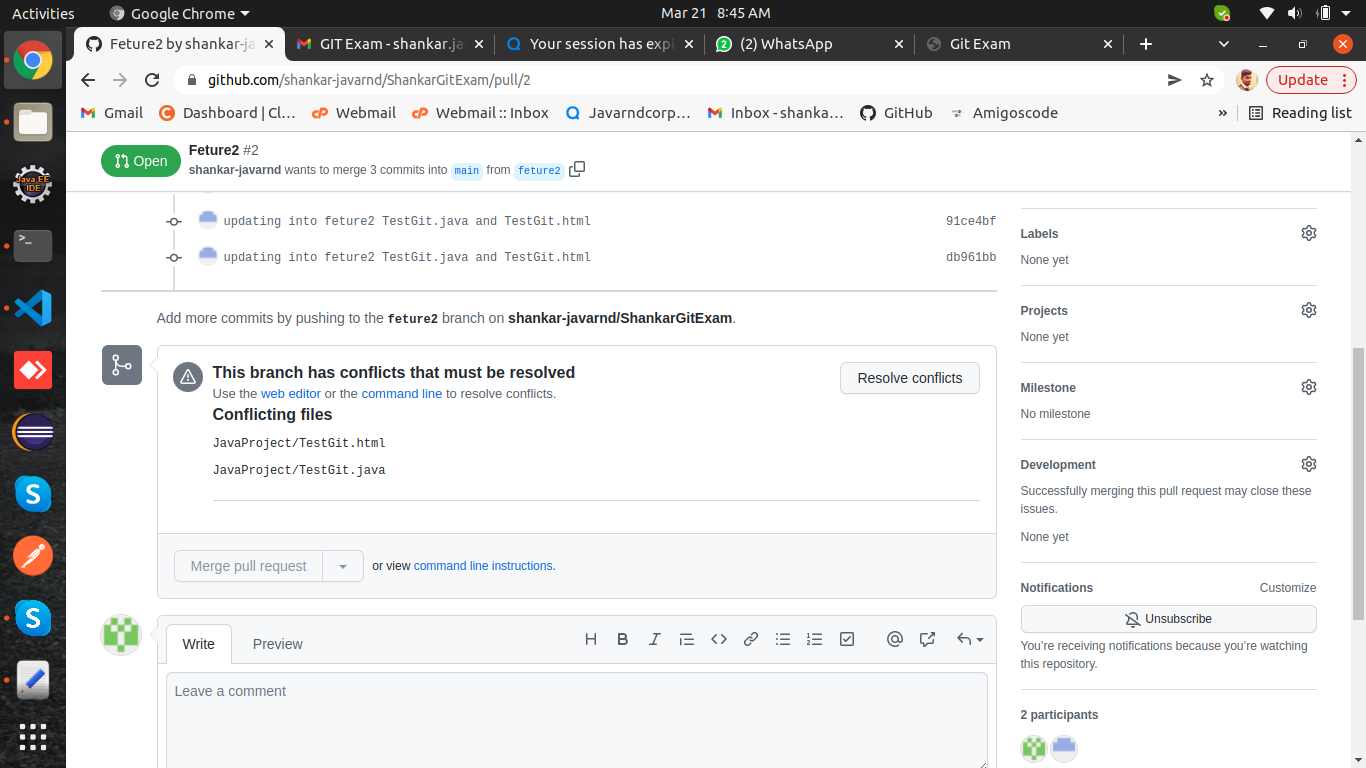 Activities
Google Chrome
Mar 21 8:45 AM
Feture2 by shankar-ja
GIT Exam - shankar.ja
Your session has expi
(2) WhatsApp
Git Exam
github.com/shankar-javarnd/ShankarGitExam/pull/2
Update
Gmail
Dashboard | Cl…
Webmail
Webmail :: Inbox
Javarndcorp…
Inbox - shanka…
GitHub
Amigoscode
»
Reading list
Open
Feture2 #2
shankar-javarnd wants to merge 3 commits into main from feture2
updating into feture2 TestGit.java and TestGit.html 91ce4bf
updating into feture2 TestGit.java and TestGit.html db961bb
Add more commits by pushing to the feture2 branch on shankar-javarnd/ShankarGitExam.
This branch has conflicts that must be resolved
Resolve conflicts
Use the web editor or the command line to resolve conflicts.
Conflicting files
JavaProject/TestGit.html
JavaProject/TestGit.java
Merge pull request
or view command line instructions.
Write
Preview
Leave a comment
Labels
None yet
Projects
None yet
Milestone
No milestone
Development
Successfully merging this pull request may close these
issues.
None yet
Notifications
Customize
Unsubscribe
You're receiving notifications because you're watching
this repository.
2 participants
Java EE
IDE